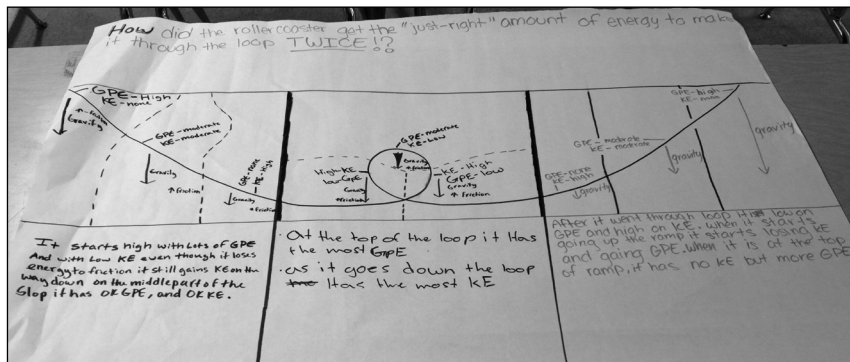 How did the rollercoaster get the "just-right" amount of energy to make
it through the loop TWICE!?
GPE-High
KE-none
↑ friction
Gravity
GPE-moderate
KE-moderate
Gravity
↑ friction
GPE-none
KE-High
Gravity
↑ friction
GPE-moderate
KE-Low
Gravity
↑ friction
High KE
low GPE
Gravity
↑ friction
KE-High
GPE-low
Gravity
↑ friction
GPE-none
KE-high
gravity
GPE-moderate
KE-moderate
gravity
GPE-high
KE-none
gravity
It starts high with Lots of GPE
And with Low KE even though it loses
energy to friction it still gains KE on the
way down on the middle part of the
Slop it has OK GPE, and OK KE.
· At the top of the loop it Has
the most GPE
· as it goes down the loop
Has the most KE
After it went through loop it is low on
GPE and high on KE. when it starts
going up the ramp it starts losing KE
and gaing GPE. when it is at the top
of ramp, it has no KE but more GPE